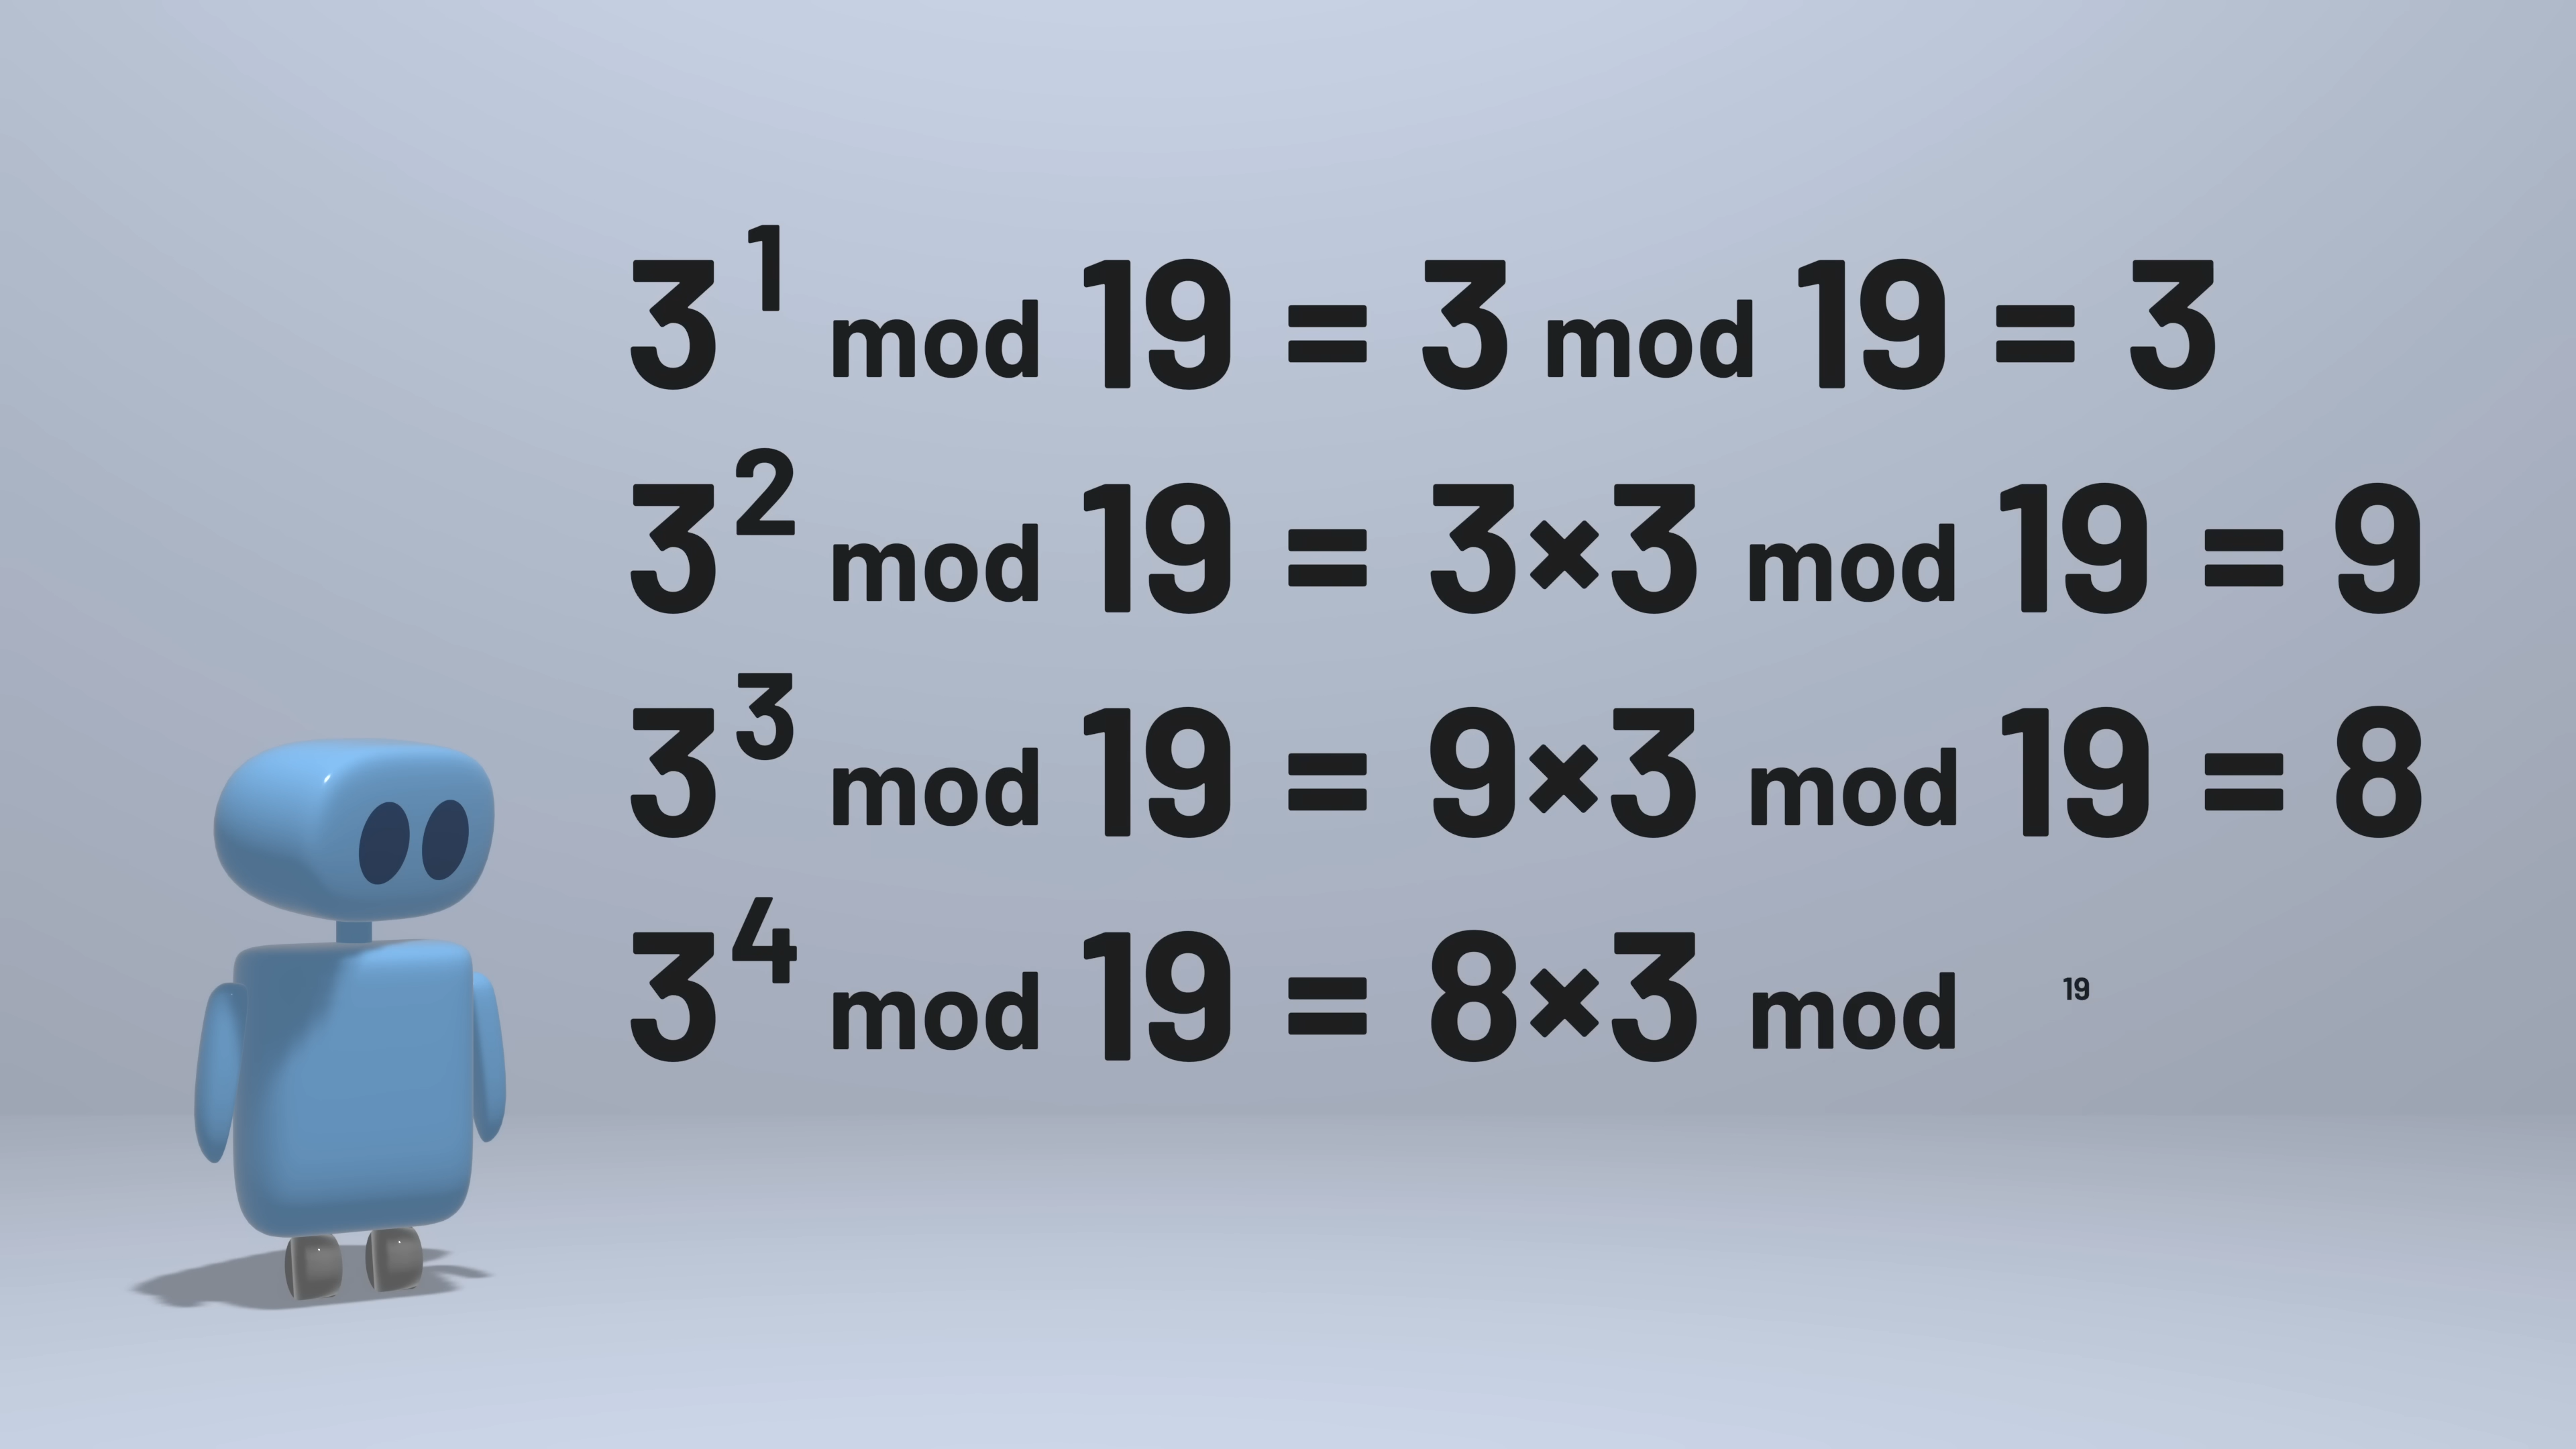 3¹ mod 19 = 3 mod 19 = 3
3² mod 19 = 3×3 mod 19 = 9
3³ mod 19 = 9×3 mod 19 = 8
3⁴ mod 19 = 8×3 mod 19